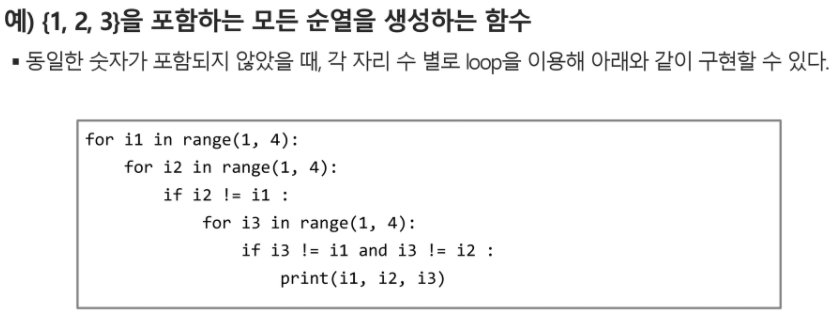 예) {1, 2, 3}을 포함하는 모든 순열을 생성하는 함수
▪ 동일한 숫자가 포함되지 않았을 때, 각 자리 수 별로 loop을 이용해 아래와 같이 구현할 수 있다.
for i1 in range(1, 4):
    for i2 in range(1, 4):
        if i2 != i1 :
            for i3 in range(1, 4):
                if i3 != i1 and i3 != i2 :
                    print(i1, i2, i3)